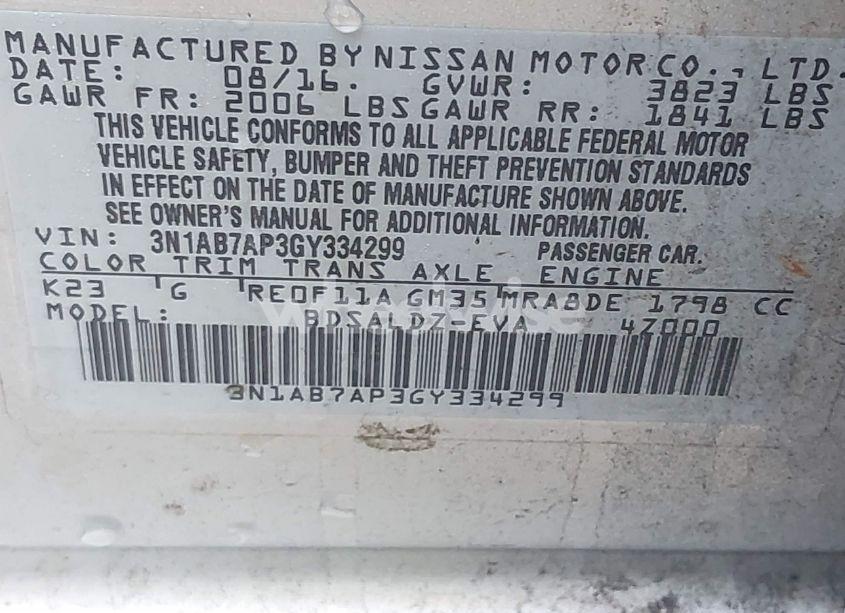 MANUFACTURED BY NISSAN MOTOR CO., LTD.
DATE: 08/16. GVWR: 3823 LBS
GAWR FR: 2006 LBS GAWR RR: 1841 LBS
THIS VEHICLE CONFORMS TO ALL APPLICABLE FEDERAL MOTOR
VEHICLE SAFETY, BUMPER AND THEFT PREVENTION STANDARDS
IN EFFECT ON THE DATE OF MANUFACTURE SHOWN ABOVE.
SEE OWNER'S MANUAL FOR ADDITIONAL INFORMATION.
VIN: 3N1AB7AP3GY334299 PASSENGER CAR.
COLOR TRIM TRANS AXLE ENGINE
K23 G RE0F11A GM35 MRA8DE 1798 CC
MODEL: BDSALDZ-EVA 4Z000
3N1AB7AP3GY334299